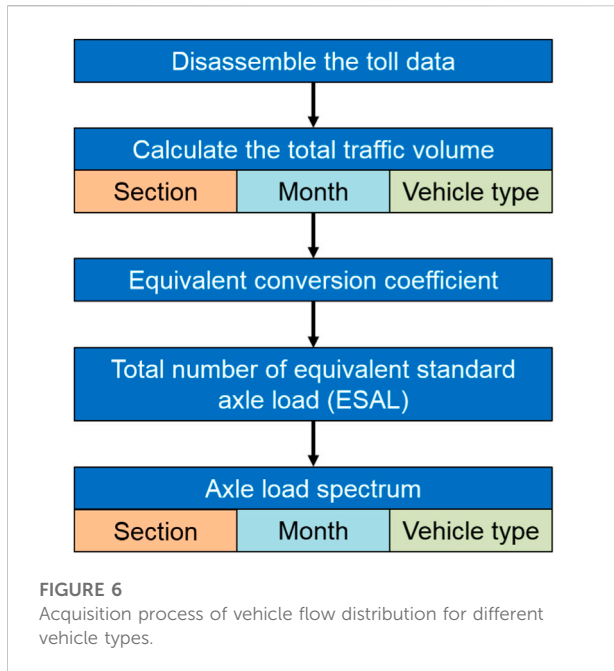 Disassemble the toll data
Calculate the total traffic volume
Section Month Vehicle type
Equivalent conversion coefficient
Total number of equivalent standard
axle load (ESAL)
Axle load spectrum
Section Month Vehicle type
FIGURE 6
Acquisition process of vehicle flow distribution for different
vehicle types.